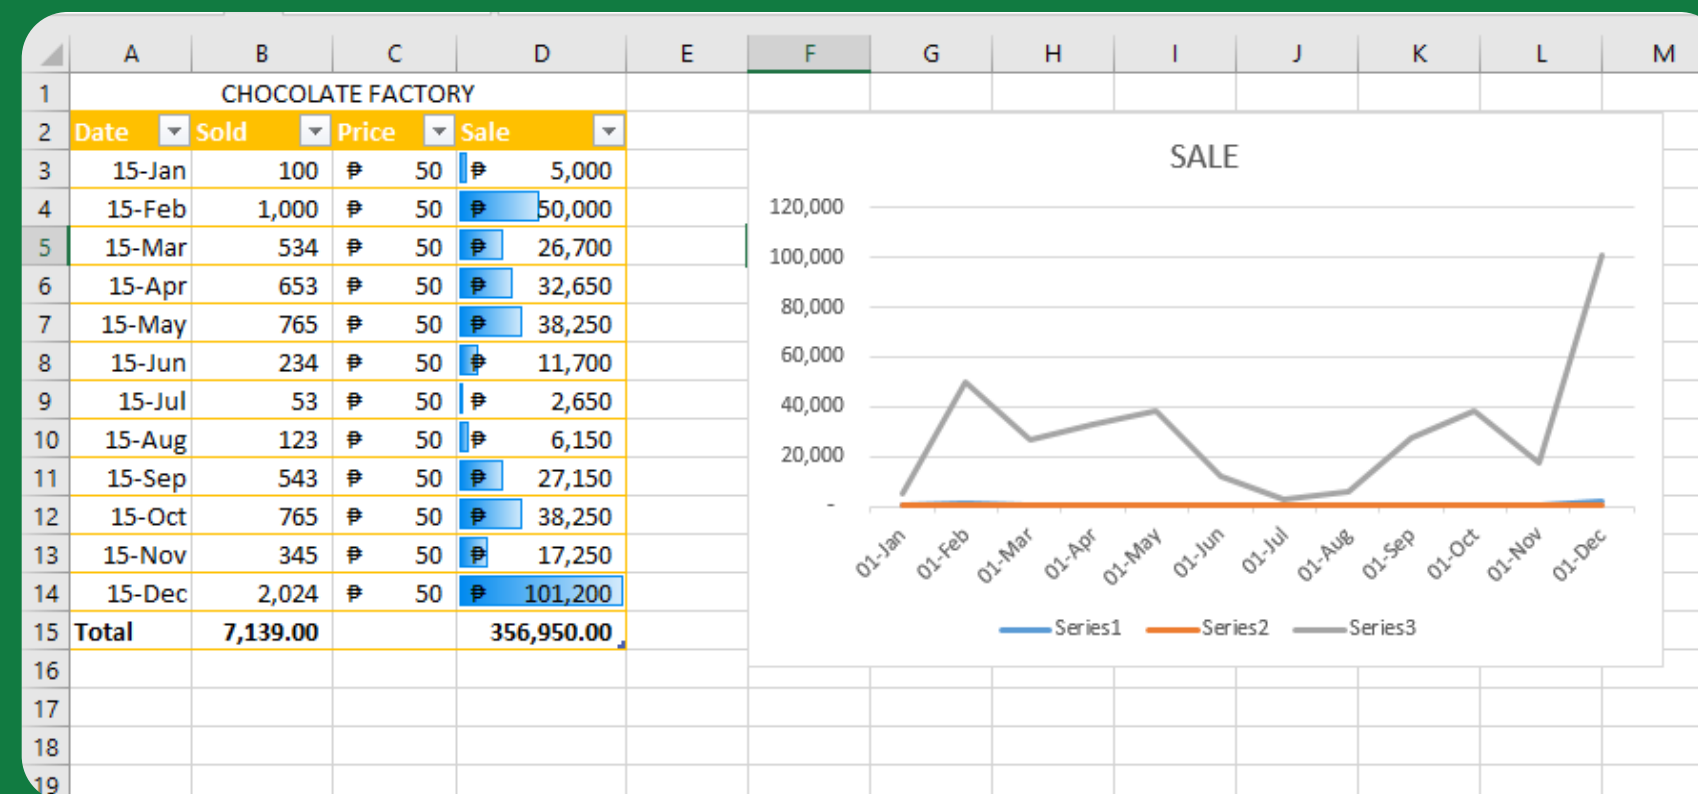 A B C D E F G H I J K L M
1 CHOCOLATE FACTORY
2 Date Sold Price Sale
3 15-Jan 100 ₱ 50 ₱ 5,000
4 15-Feb 1,000 ₱ 50 ₱ 50,000
5 15-Mar 534 ₱ 50 ₱ 26,700
6 15-Apr 653 ₱ 50 ₱ 32,650
7 15-May 765 ₱ 50 ₱ 38,250
8 15-Jun 234 ₱ 50 ₱ 11,700
9 15-Jul 53 ₱ 50 ₱ 2,650
10 15-Aug 123 ₱ 50 ₱ 6,150
11 15-Sep 543 ₱ 50 ₱ 27,150
12 15-Oct 765 ₱ 50 ₱ 38,250
13 15-Nov 345 ₱ 50 ₱ 17,250
14 15-Dec 2,024 ₱ 50 ₱ 101,200
15 Total 7,139.00 356,950.00
16
17
18
19
SALE
120,000
100,000
80,000
60,000
40,000
20,000
-
01-Jan 01-Feb 01-Mar 01-Apr 01-May 01-Jun 01-Jul 01-Aug 01-Sep 01-Oct 01-Nov 01-Dec
Series1 Series2 Series3